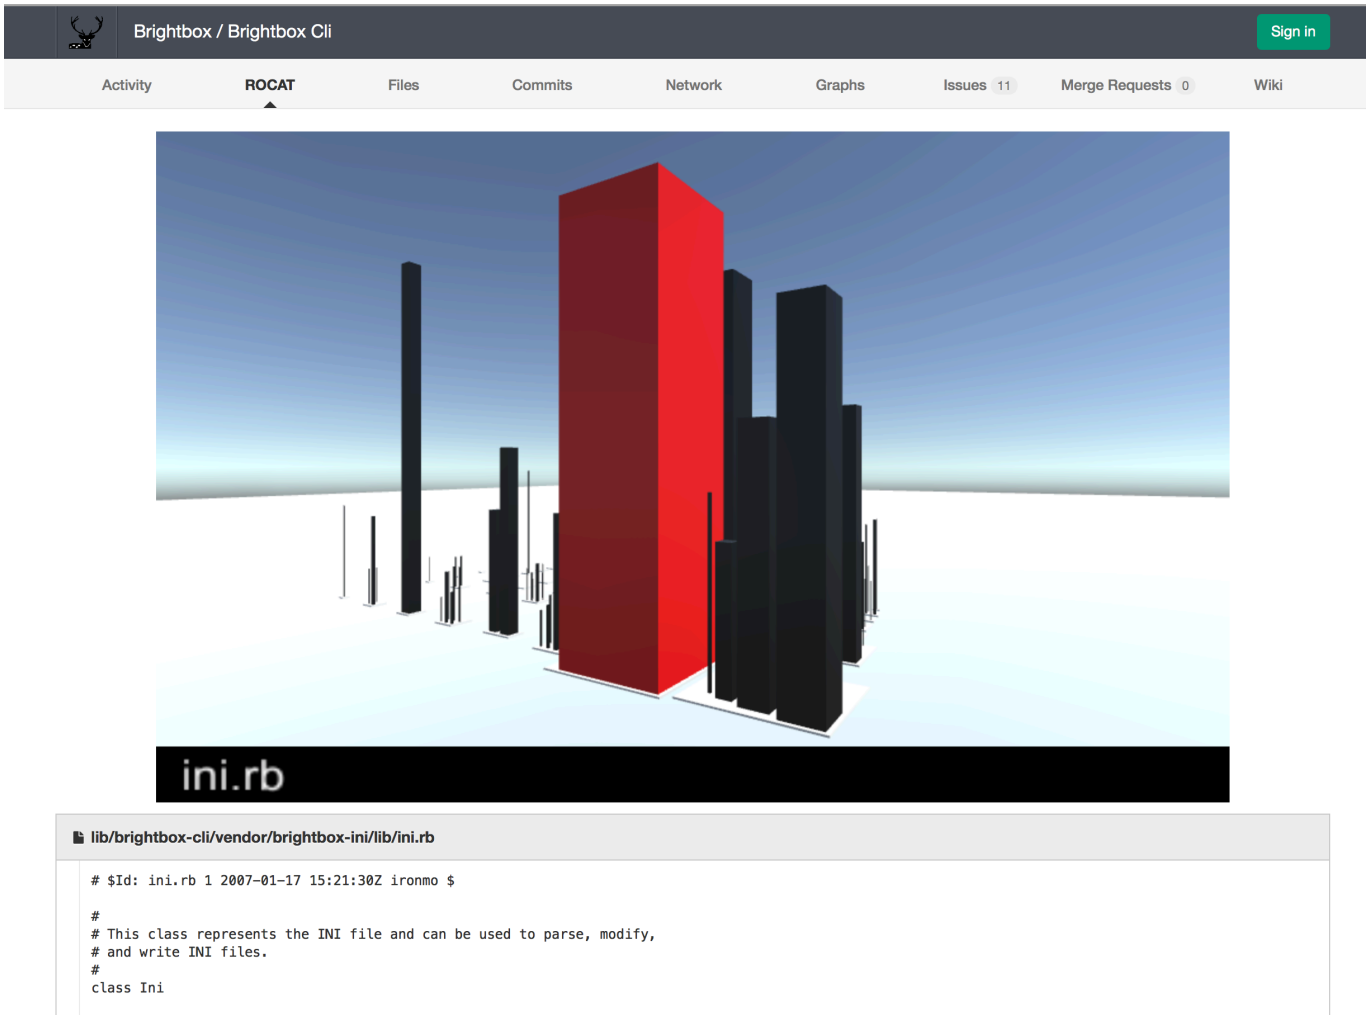 Brightbox / Brightbox Cli
Sign in
Activity
ROCAT
Files
Commits
Network
Graphs
Issues 11
Merge Requests 0
Wiki
ini.rb
lib/brightbox-cli/vendor/brightbox-ini/lib/ini.rb
# $Id: ini.rb 1 2007-01-17 15:21:30Z ironmo $
#
# This class represents the INI file and can be used to parse, modify,
# and write INI files.
#
class Ini